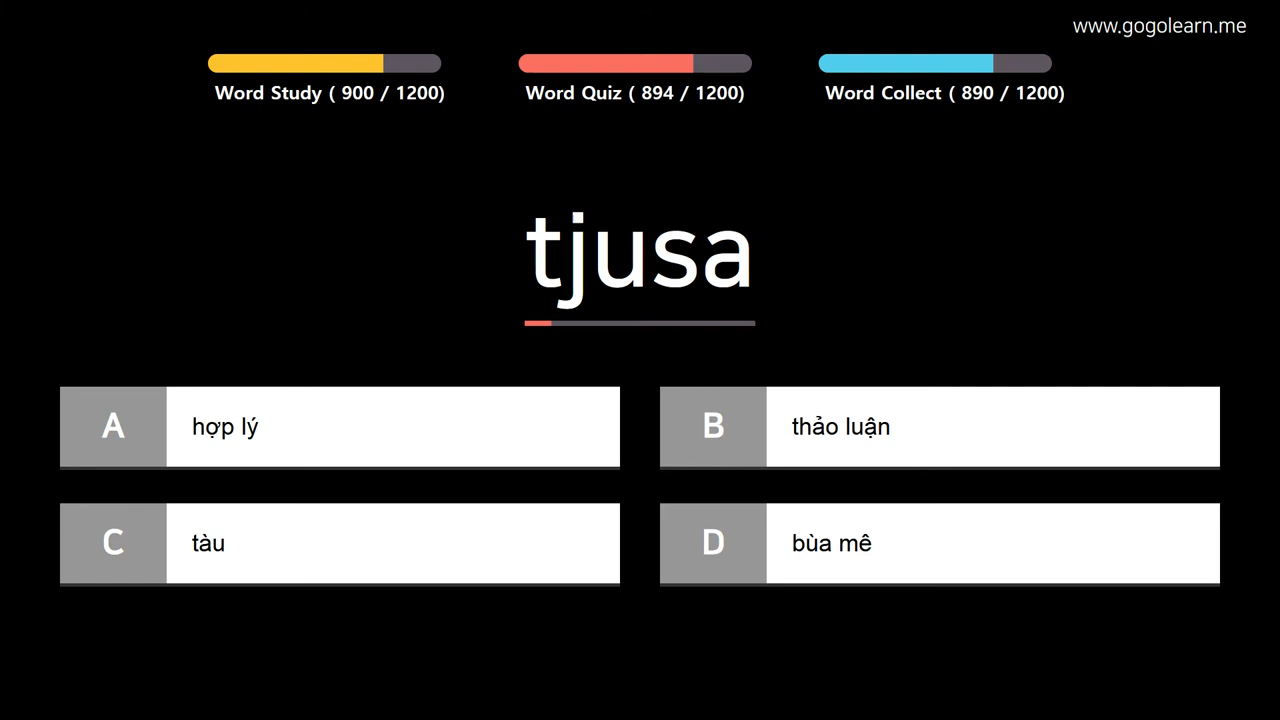 www.gogolearn.me
Word Study ( 900 / 1200)
Word Quiz ( 894 / 1200)
Word Collect ( 890 / 1200)
tjusa
A
hợp lý
B
thảo luận
C
tàu
D
bùa mê